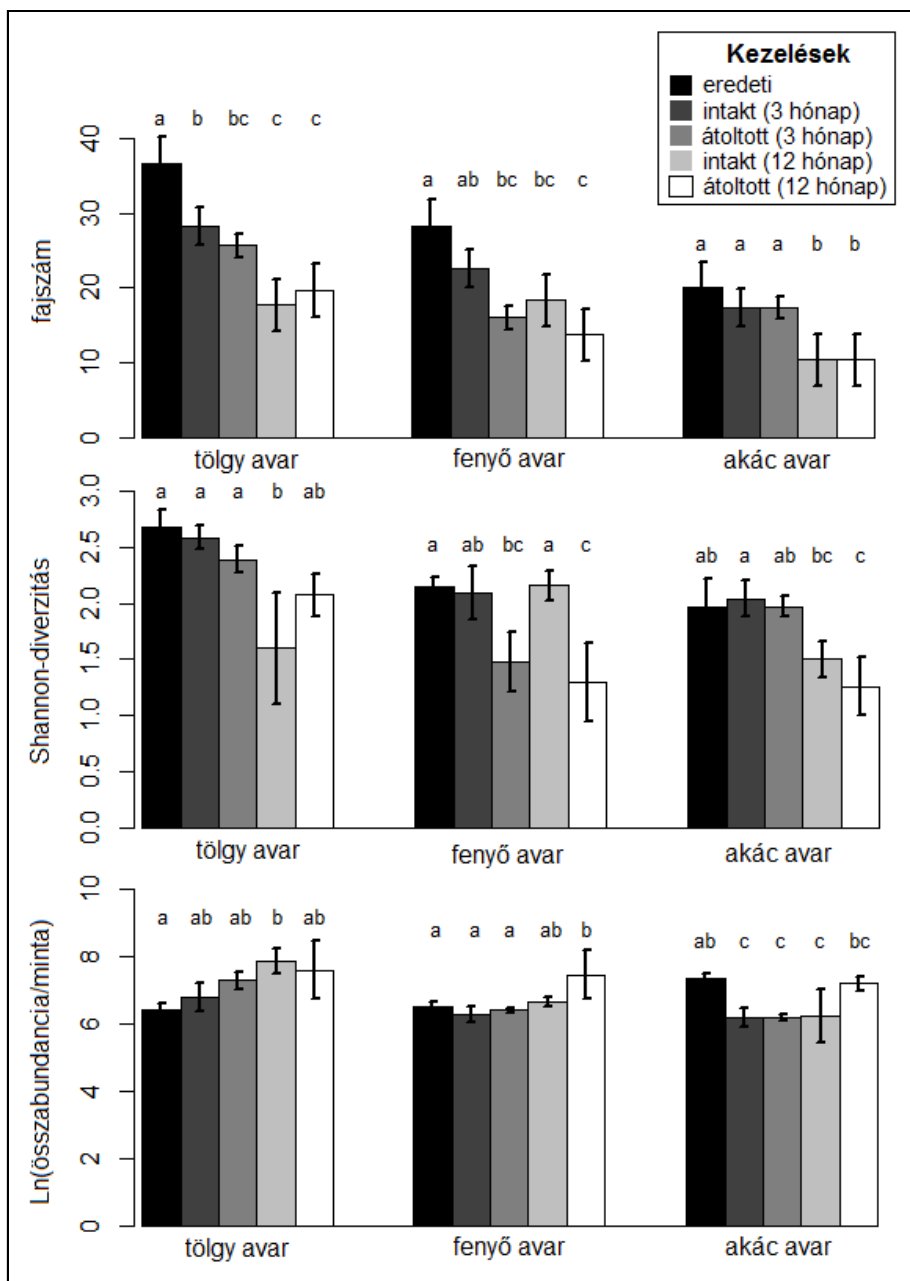 Kezelések
eredeti
intakt (3 hónap)
átoltott (3 hónap)
intakt (12 hónap)
átoltott (12 hónap)
fajszám
40
30
20
10
0
a b bc c c
a ab bc bc c
a a a b b
tölgy avar fenyő avar akác avar
Shannon-diverzitás
3.0
2.5
2.0
1.5
1.0
0.5
0.0
a a a b ab
a ab bc a c
ab a ab bc c
tölgy avar fenyő avar akác avar
Ln(összabundancia/minta)
10
8
6
4
2
0
a ab ab b ab
a a a ab b
ab c c c bc
tölgy avar fenyő avar akác avar